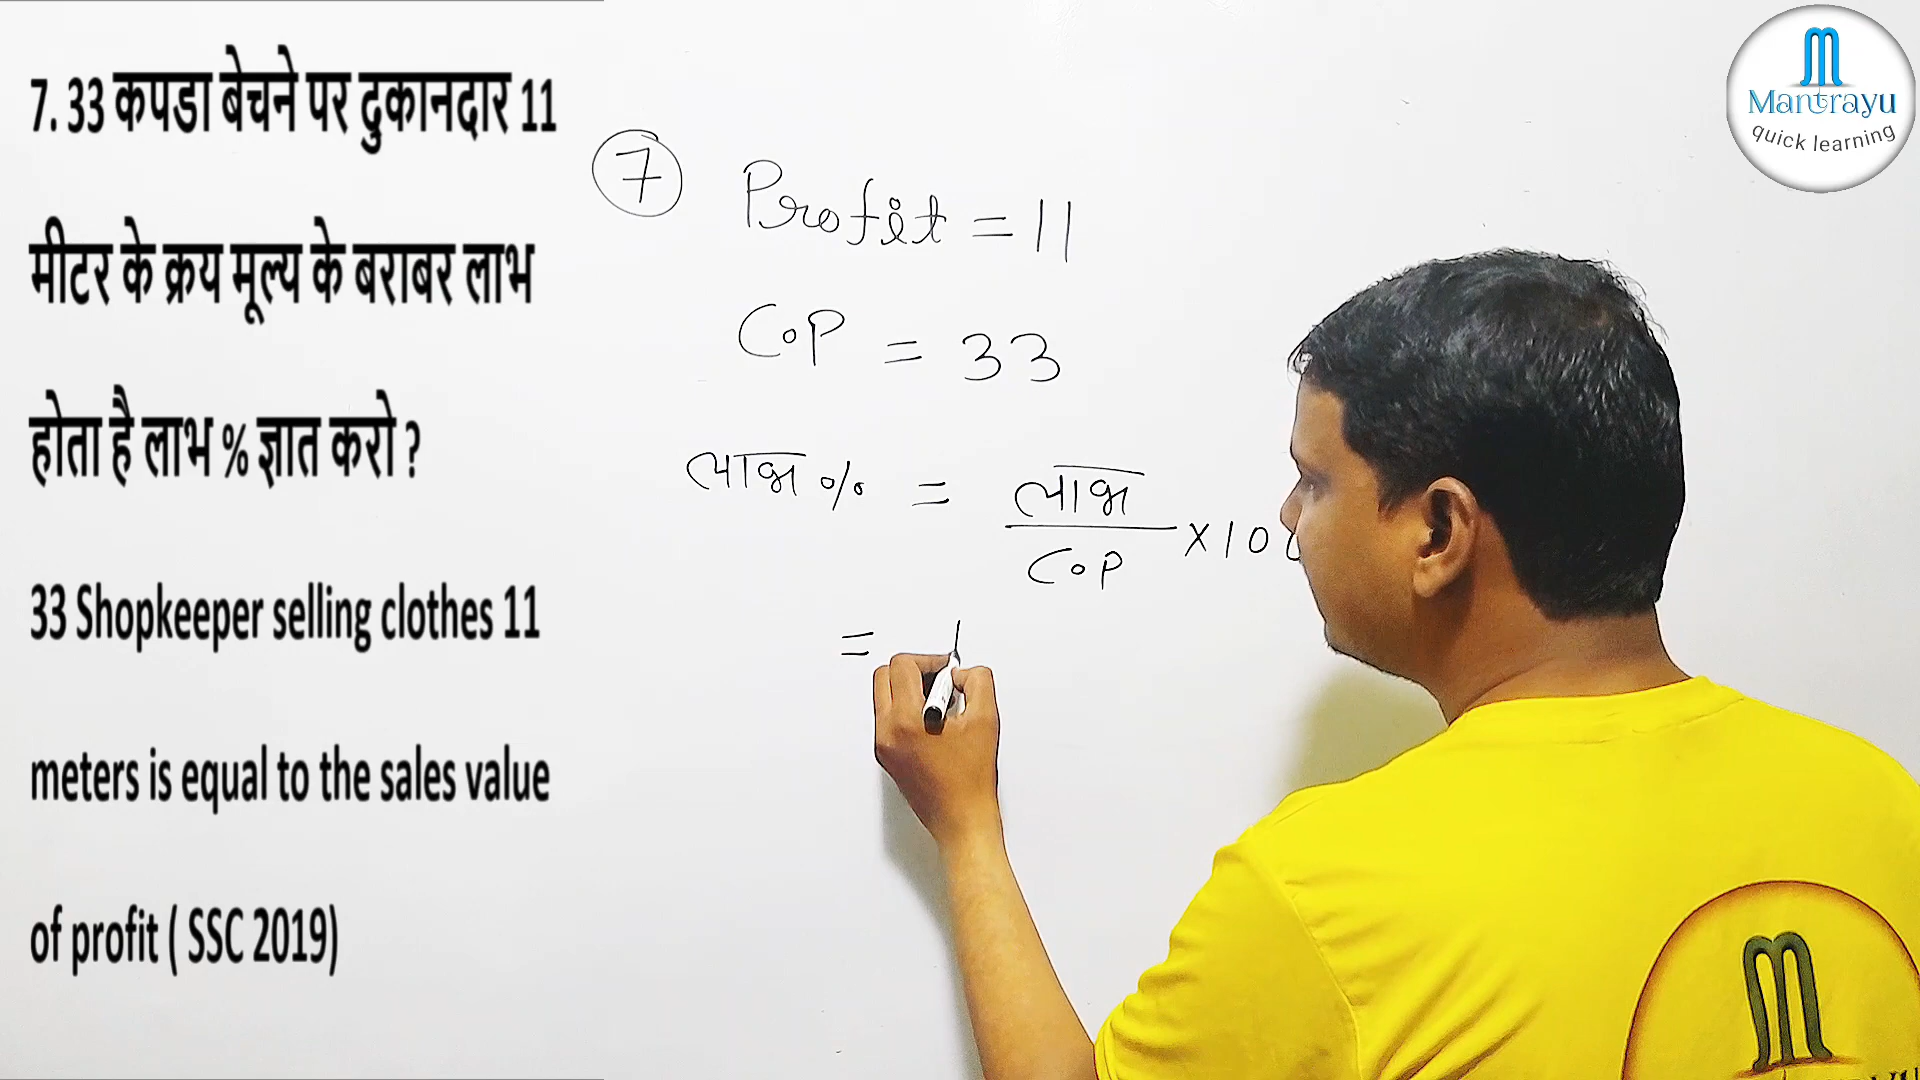 7. 33 कपडा बेचने पर दुकानदार 11
मीटर के क्रय मूल्य के बराबर लाभ
होता है लाभ % ज्ञात करो ?
33 Shopkeeper selling clothes 11
meters is equal to the sales value
of profit ( SSC 2019)
7
Profit = 11
CoP = 33
लाभ % = लाभ
CoP
×10
=
m
Mantrayu
quick learning
m